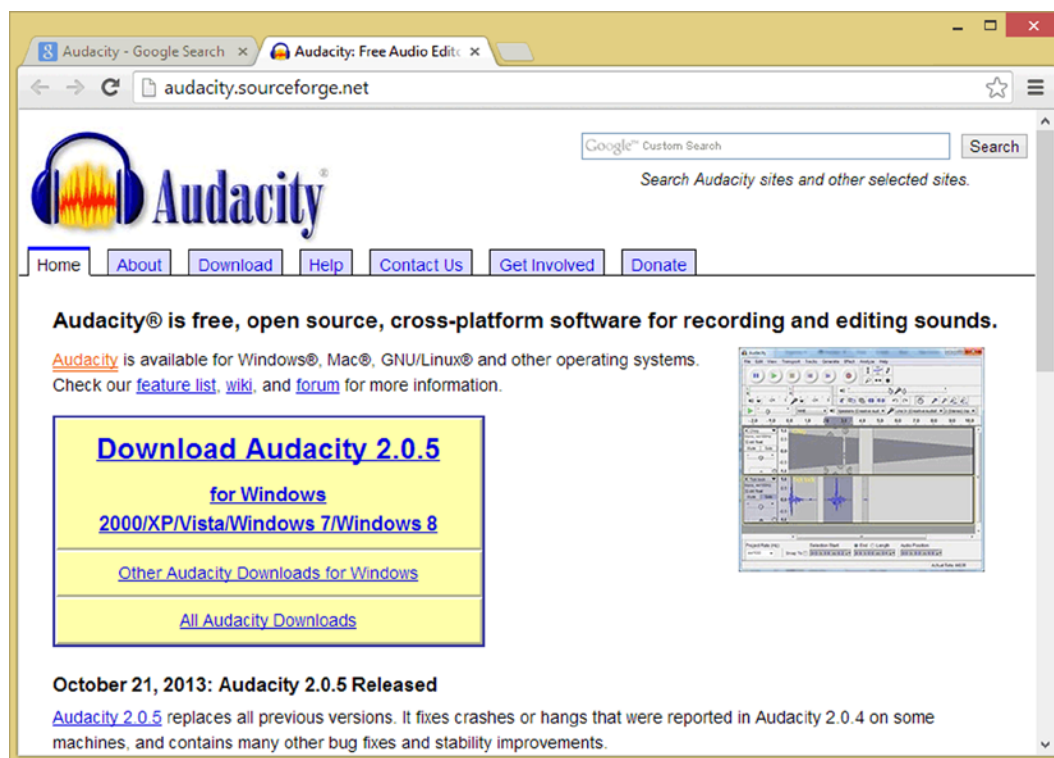 Audacity - Google Search
Audacity: Free Audio Edito
audacity.sourceforge.net
Google™ Custom Search
Search
Search Audacity sites and other selected sites.
Audacity®
Home About Download Help Contact Us Get Involved Donate
Audacity® is free, open source, cross-platform software for recording and editing sounds.
Audacity is available for Windows®, Mac®, GNU/Linux® and other operating systems.
Check our feature list, wiki, and forum for more information.
Download Audacity 2.0.5
for Windows
2000/XP/Vista/Windows 7/Windows 8
Other Audacity Downloads for Windows
All Audacity Downloads
October 21, 2013: Audacity 2.0.5 Released
Audacity 2.0.5 replaces all previous versions. It fixes crashes or hangs that were reported in Audacity 2.0.4 on some
machines, and contains many other bug fixes and stability improvements.